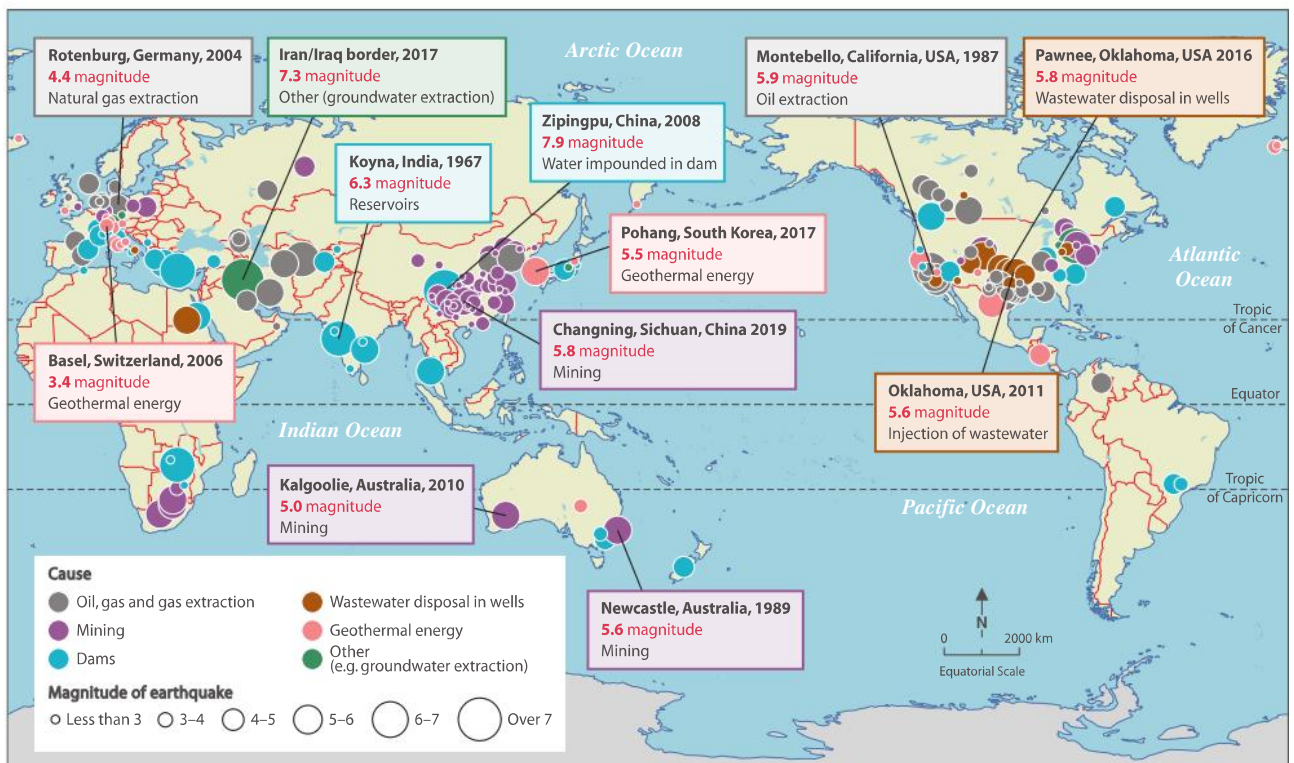 Rotenburg, Germany, 2004
4.4 magnitude
Natural gas extraction
Iran/Iraq border, 2017
7.3 magnitude
Other (groundwater extraction)
Arctic Ocean
Montebello, California, USA, 1987
5.9 magnitude
Oil extraction
Pawnee, Oklahoma, USA 2016
5.8 magnitude
Wastewater disposal in wells
Zipingpu, China, 2008
7.9 magnitude
Water impounded in dam
Koyna, India, 1967
6.3 magnitude
Reservoirs
Pohang, South Korea, 2017
5.5 magnitude
Geothermal energy
Atlantic
Ocean
Tropic
of Cancer
Changning, Sichuan, China 2019
5.8 magnitude
Mining
Basel, Switzerland, 2006
3.4 magnitude
Geothermal energy
Oklahoma, USA, 2011
5.6 magnitude
Injection of wastewater
Equator
Indian Ocean
Kalgoolie, Australia, 2010
5.0 magnitude
Mining
Tropic
of Capricorn
Pacific Ocean
Newcastle, Australia, 1989
5.6 magnitude
Mining
N
0 2000 km
Equatorial Scale
Cause
Oil, gas and gas extraction
Mining
Dams
Wastewater disposal in wells
Geothermal energy
Other
(e.g. groundwater extraction)
Magnitude of earthquake
Less than 3 3–4 4–5 5–6 6–7 Over 7